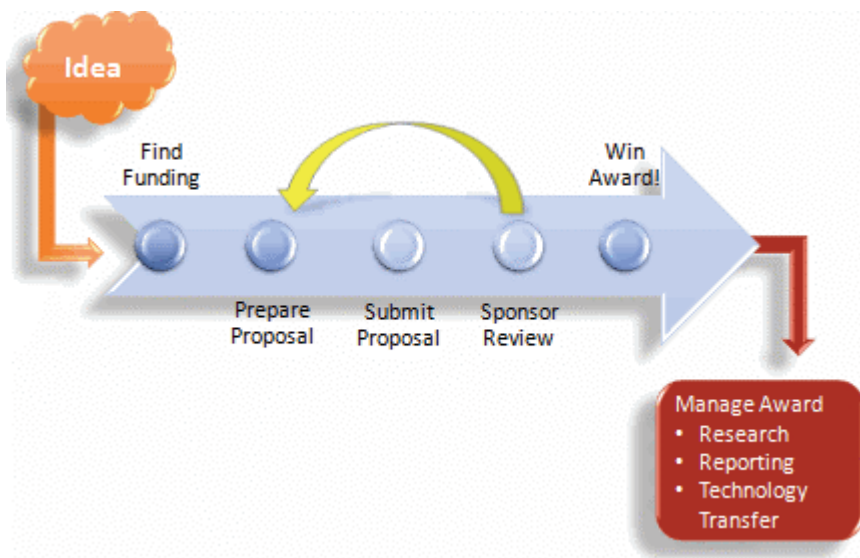 Idea
Find
Funding
Win
Award!
Prepare
Proposal
Submit
Proposal
Sponsor
Review
Manage Award
• Research
• Reporting
• Technology
Transfer